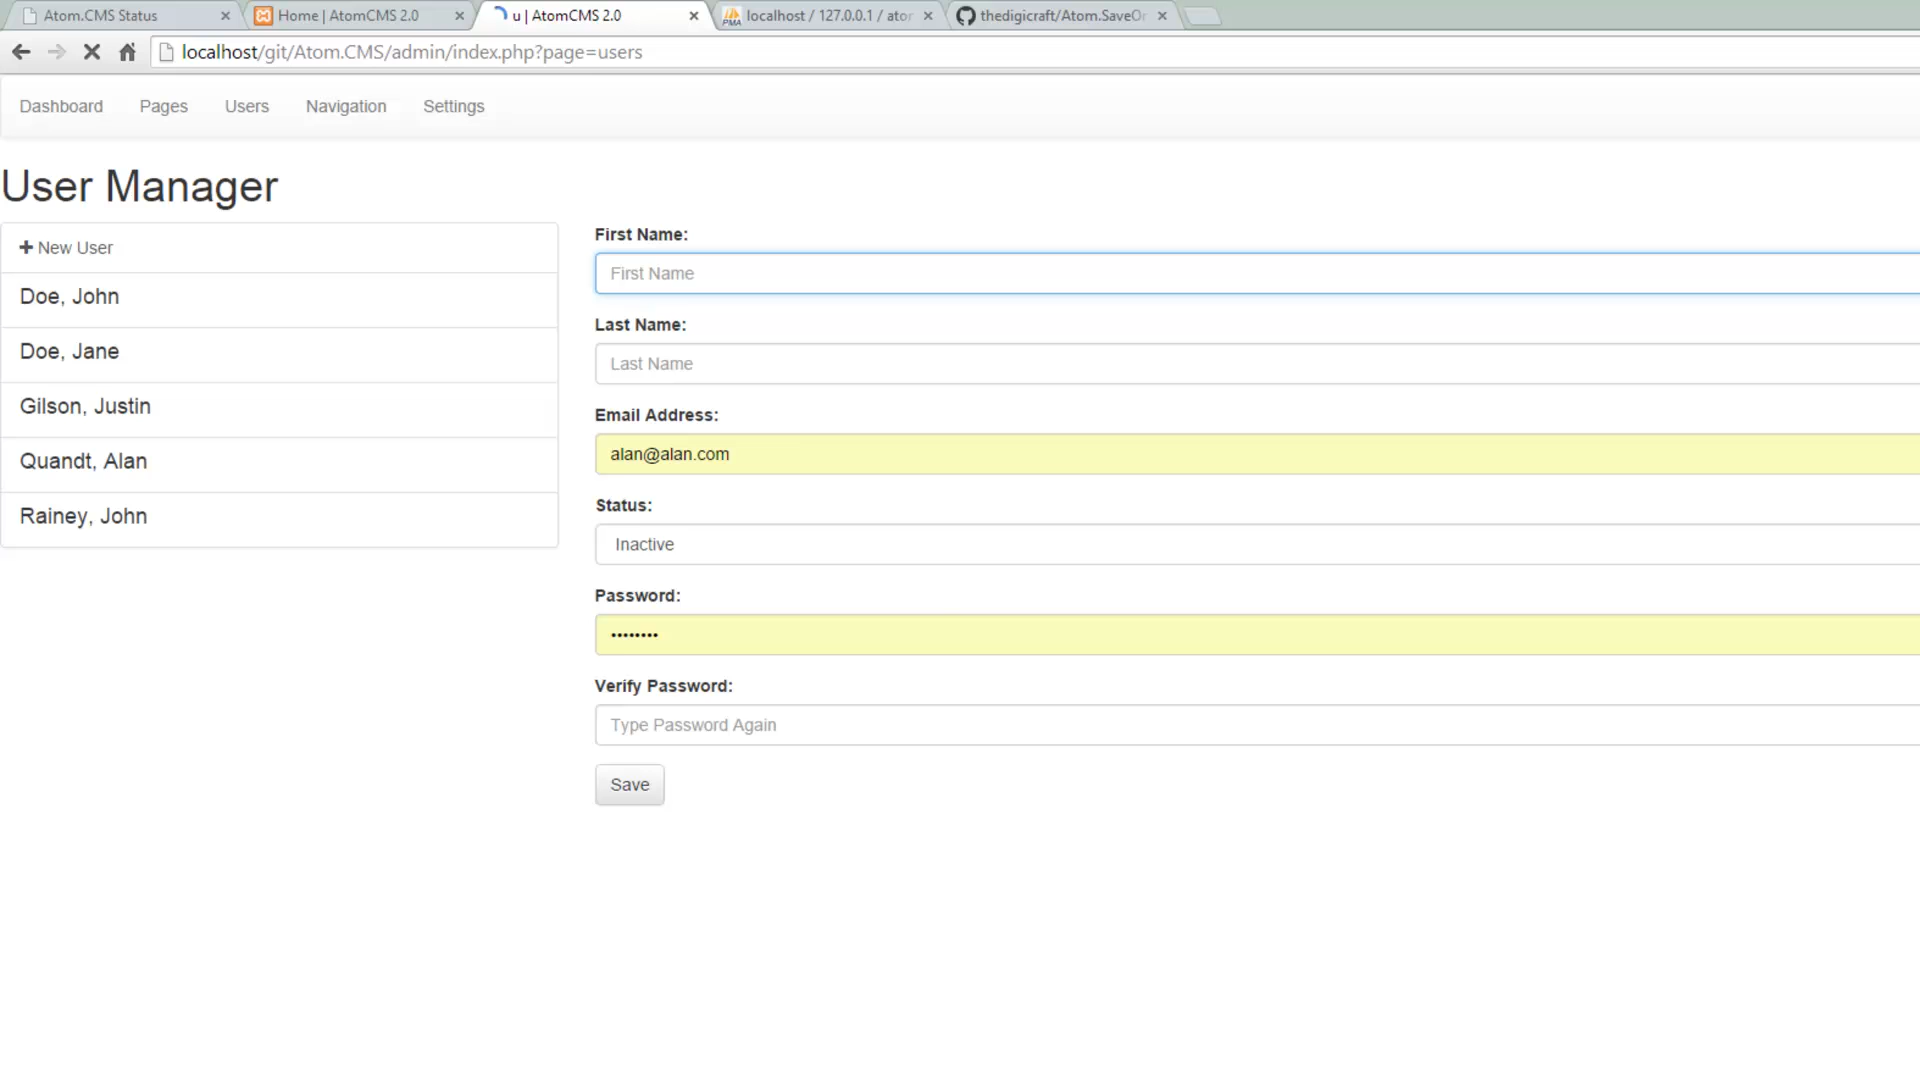 Atom.CMS Status
Home | AtomCMS 2.0
u | AtomCMS 2.0
PMA localhost / 127.0.0.1 / ator
thedigicraft/Atom.SaveOr
localhost/git/Atom.CMS/admin/index.php?page=users
Dashboard Pages Users Navigation Settings
User Manager
New User
Doe, John
Doe, Jane
Gilson, Justin
Quandt, Alan
Rainey, John
First Name:
First Name
Last Name:
Last Name
Email Address:
alan@alan.com
Status:
Inactive
Password:
••••••••
Verify Password:
Type Password Again
Save